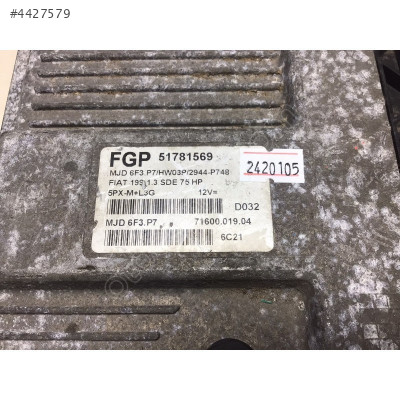 #4427579
FGP 51781569
MJD 6F3.P7/HW03P/2944-P748
FIAT 199 1.3 SDE 75 HP
5PX-M+L3G 12V=
2420105
D032
MJD 6F3.P7 71600.019.04
6C21